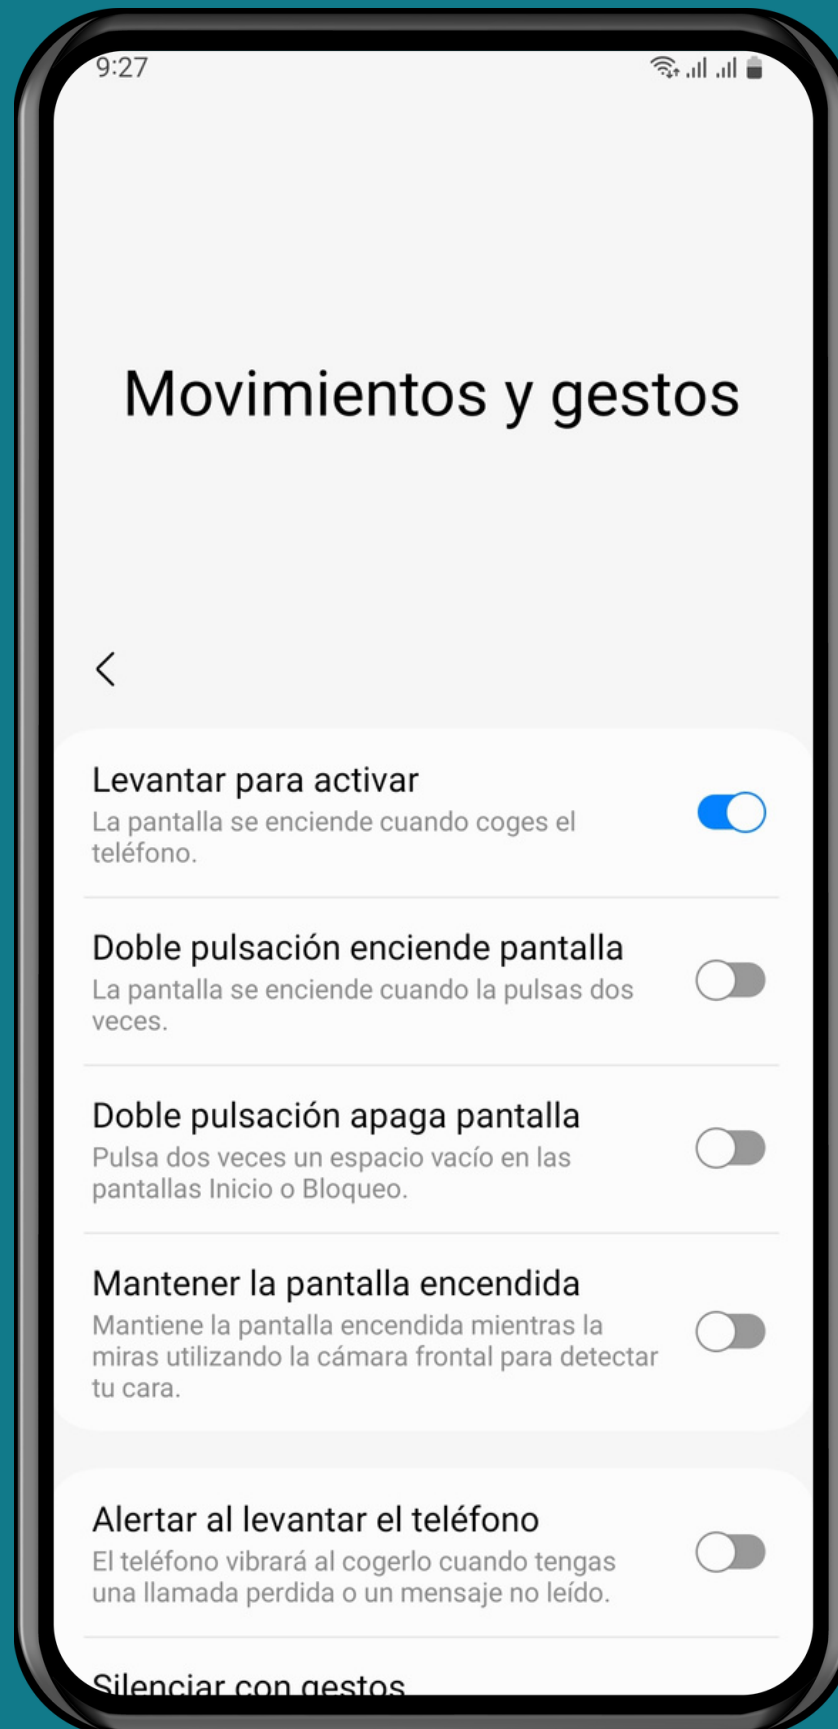 9:27
Movimientos y gestos
Levantar para activar
La pantalla se enciende cuando coges el
teléfono.
Doble pulsación enciende pantalla
La pantalla se enciende cuando la pulsas dos
veces.
Doble pulsación apaga pantalla
Pulsa dos veces un espacio vacío en las
pantallas Inicio o Bloqueo.
Mantener la pantalla encendida
Mantiene la pantalla encendida mientras la
miras utilizando la cámara frontal para detectar
tu cara.
Alertar al levantar el teléfono
El teléfono vibrará al cogerlo cuando tengas
una llamada perdida o un mensaje no leído.
Silenciar con gestos